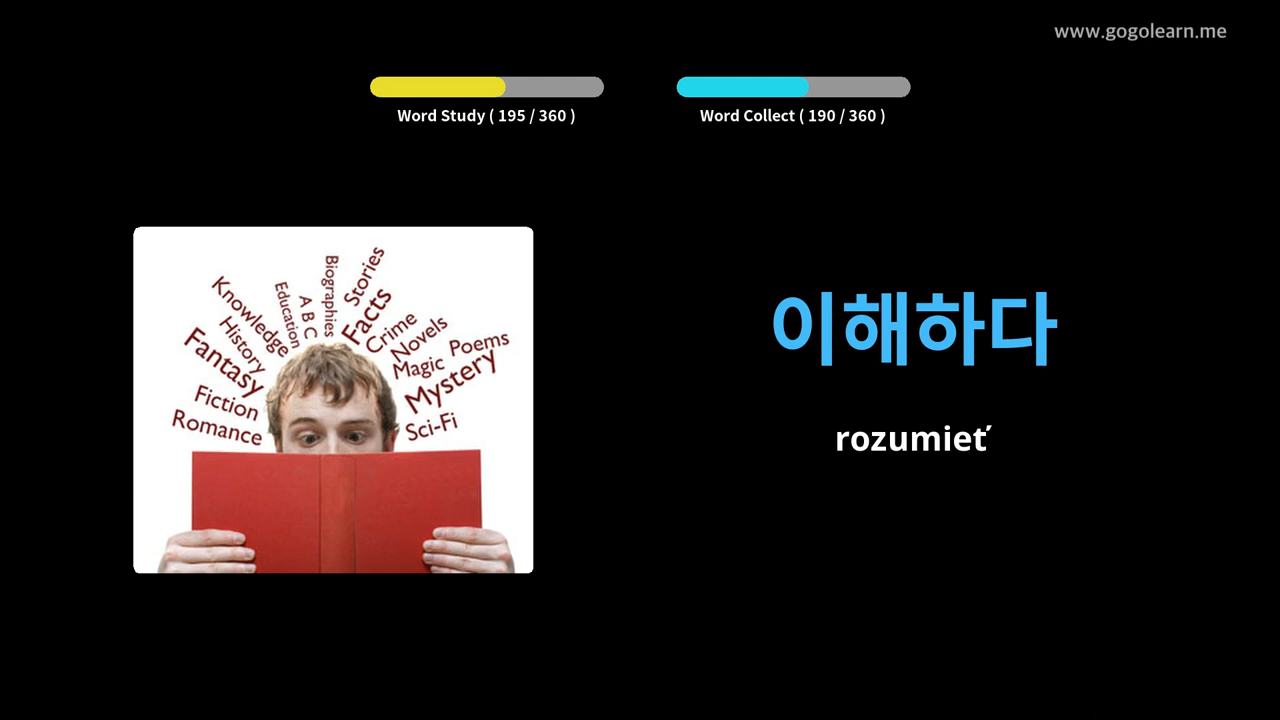 www.gogolearn.me
Word Study ( 195 / 360 )
Word Collect ( 190 / 360 )
Biographies
Stories
Knowledge
Education
A B C
Facts
History
Crime
Novels
Fantasy
Magic
Poems
Mystery
Fiction
Romance
Sci-Fi
이해하다
rozumieť